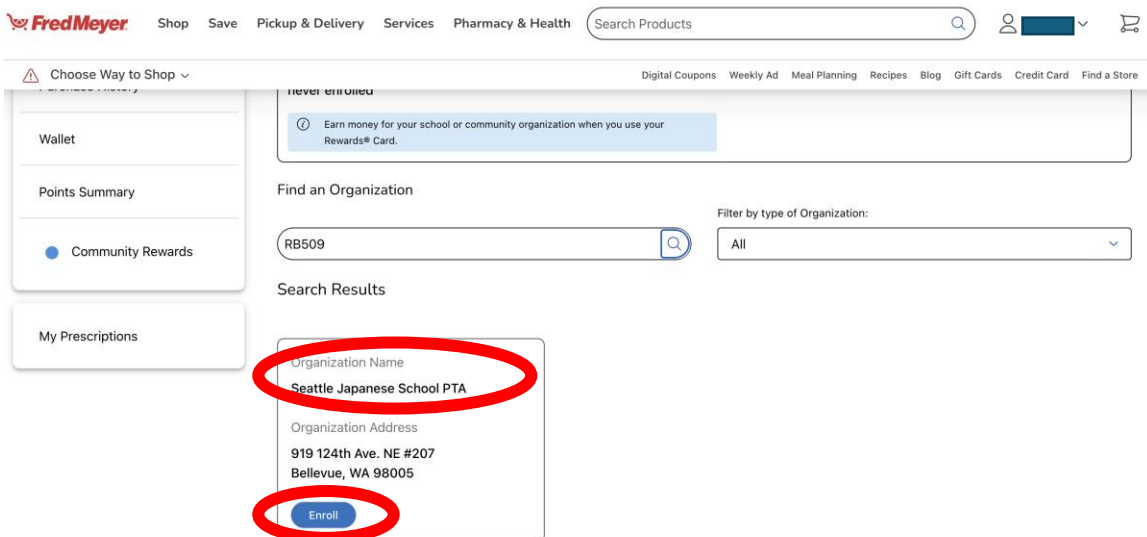 Fred Meyer
Shop Save Pickup & Delivery Services Pharmacy & Health Search Products
Choose Way to Shop
Digital Coupons Weekly Ad Meal Planning Recipes Blog Gift Cards Credit Card Find a Store
Purchase History
never enrolled
Earn money for your school or community organization when you use your
Rewards® Card.
Wallet
Points Summary
Community Rewards
My Prescriptions
Find an Organization
Filter by type of Organization:
RB509
All
Search Results
Organization Name
Seattle Japanese School PTA
Organization Address
919 124th Ave. NE #207
Bellevue, WA 98005
Enroll